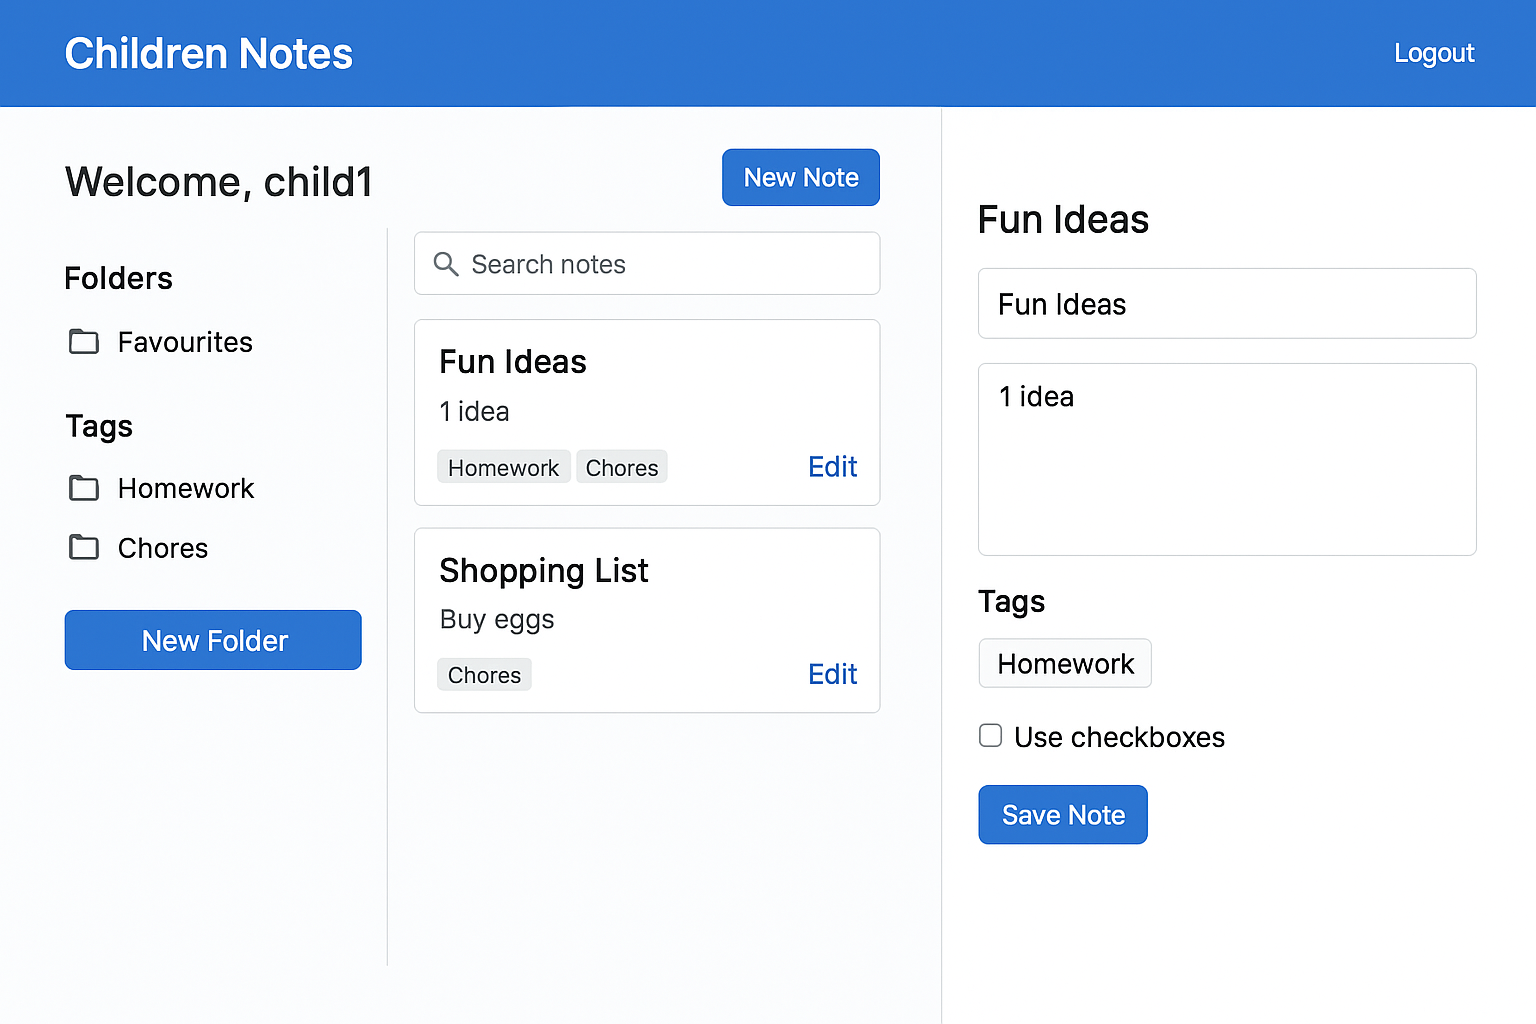 Children Notes
Logout
Welcome, child1
New Note
Folders
Favourites
Tags
Homework
Chores
New Folder
Search notes
Fun Ideas
1 idea
Homework Chores
Edit
Shopping List
Buy eggs
Chores
Edit
Fun Ideas
Fun Ideas
1 idea
Tags
Homework
Use checkboxes
Save Note